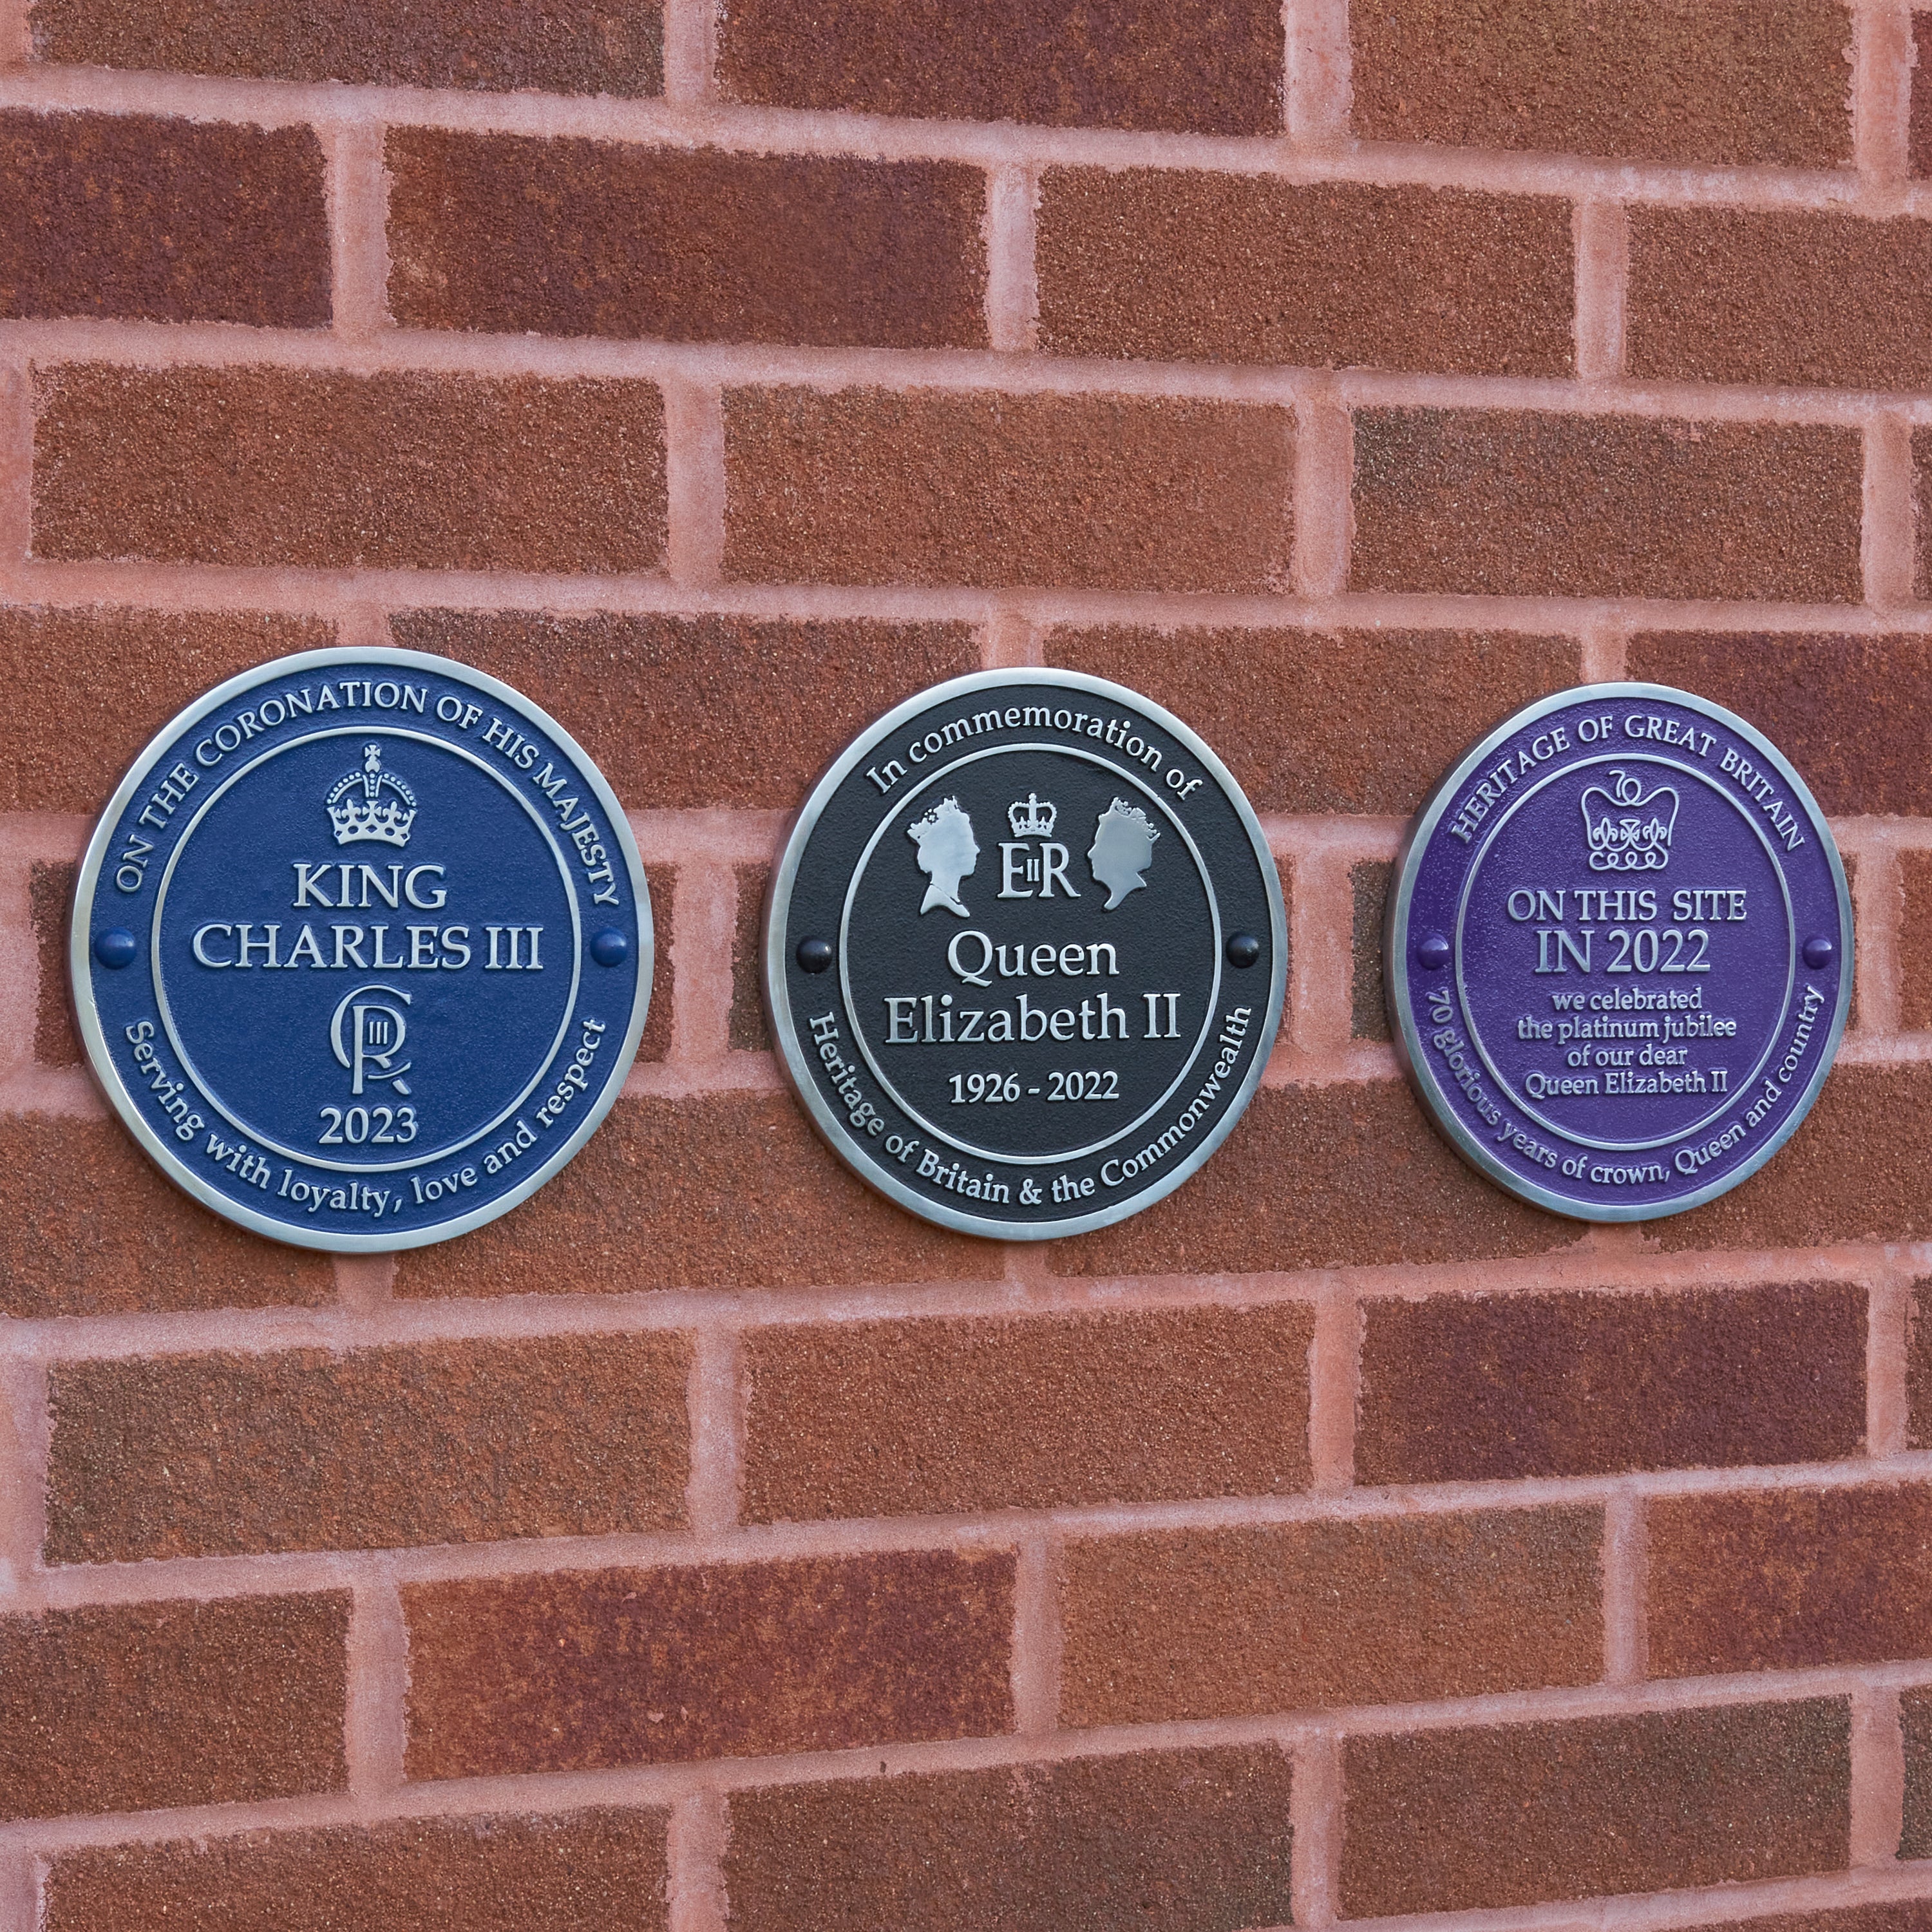 ON THE CORONATION OF HIS MAJESTY
KING
CHARLES III
CIIIR
2023
Serving with loyalty, love and respect
In commemoration of
EIIR
Queen
Elizabeth II
1926 - 2022
Heritage of Britain & the Commonwealth
HERITAGE OF GREAT BRITAIN
70
ON THIS SITE
IN 2022
we celebrated
the platinum jubilee
of our dear
Queen Elizabeth II
70 glorious years of crown, Queen and country